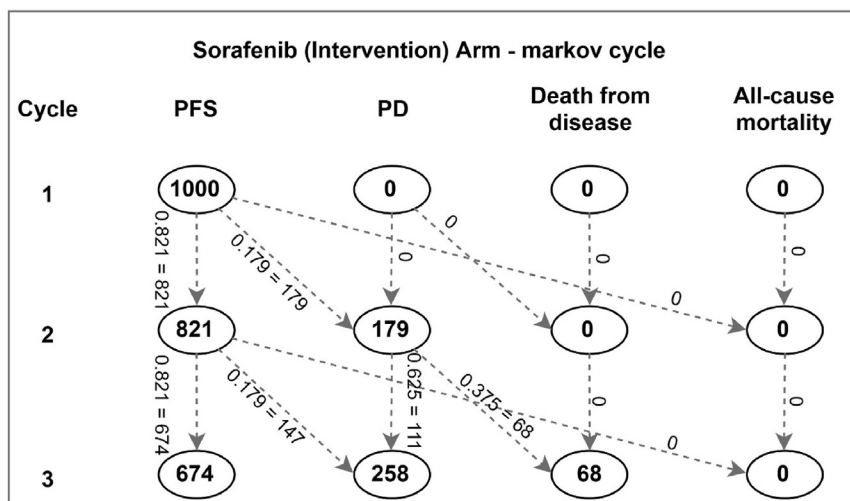 Sorafenib (Intervention) Arm - markov cycle
Cycle
PFS
PD
Death from
disease
All-cause
mortality
1
1000
0
0
0
0.821 = 821
0.179 = 179
0
0
0
0
0
2
821
179
0
0
0.821 = 674
0.179 = 147
0.625 = 111
0.375 = 68
0
0
0
3
674
258
68
0